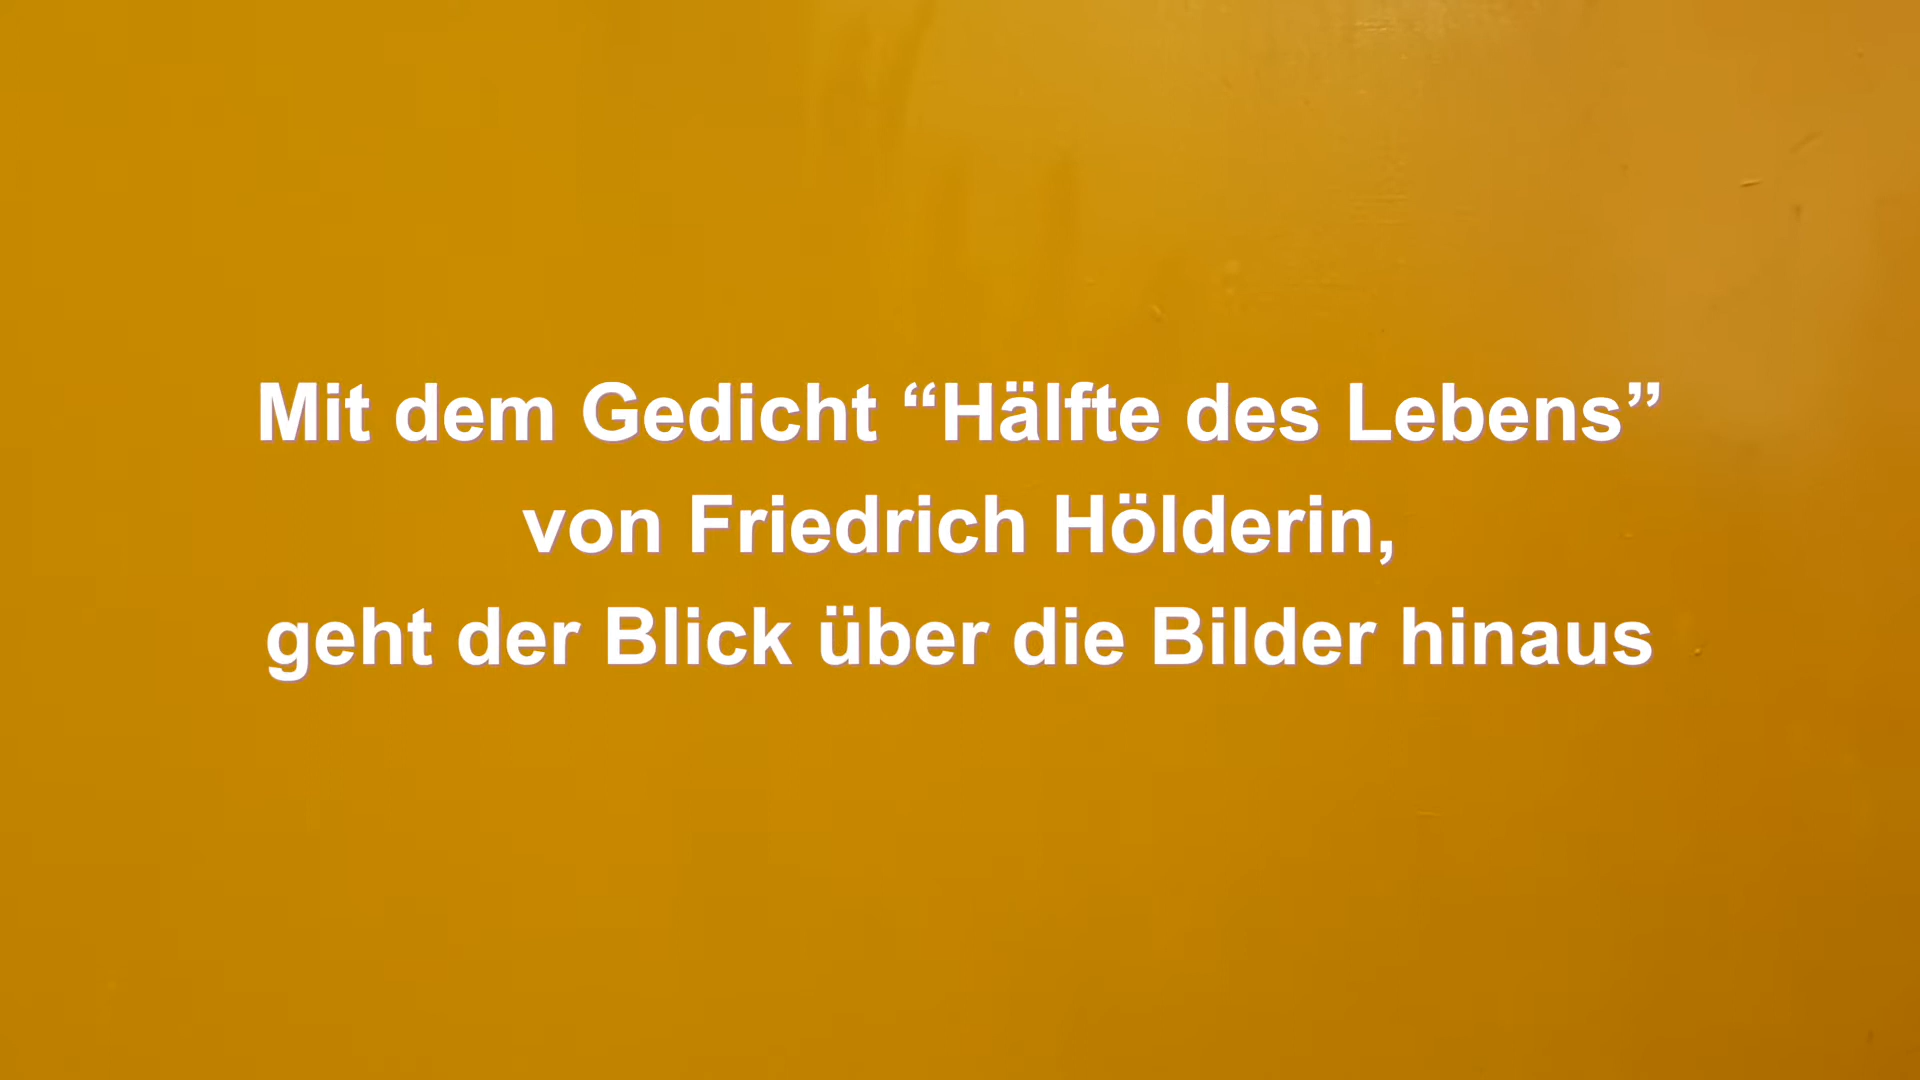 Mit dem Gedicht “Hälfte des Lebens”
von Friedrich Hölderin,
geht der Blick über die Bilder hinaus